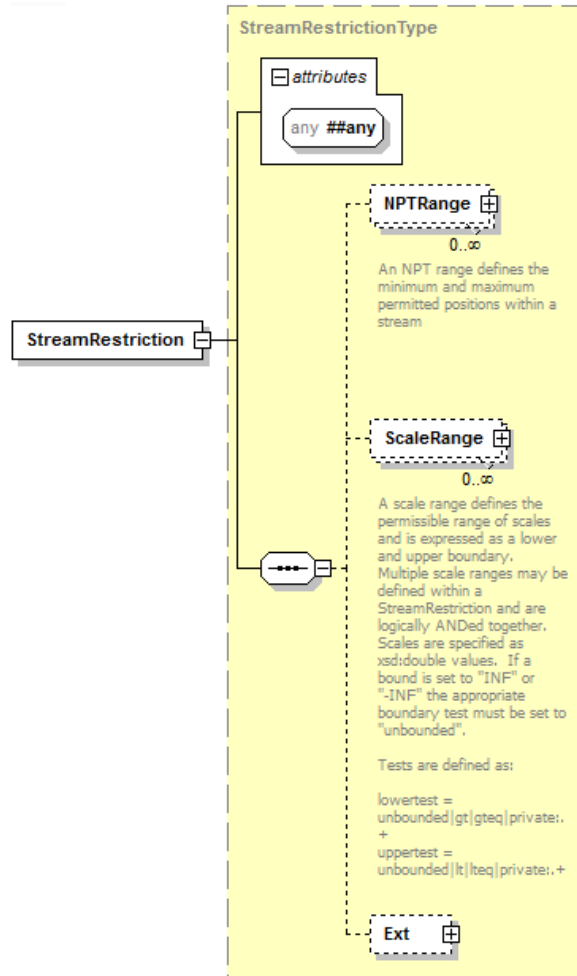 StreamRestrictionType
attributes
any ##any
NPTRange
0..∞
An NPT range defines the
minimum and maximum
permitted positions within a
stream
StreamRestriction
ScaleRange
0..∞
A scale range defines the
permissible range of scales
and is expressed as a lower
and upper boundary.
Multiple scale ranges may be
defined within a
StreamRestriction and are
logically ANDed together.
Scales are specified as
xsd:double values.  If a
bound is set to "INF" or
"-INF" the appropriate
boundary test must be set to
"unbounded".
Tests are defined as:
lowertest =
unbounded|gt|gteq|private:.
+
uppertest =
unbounded|lt|lteq|private:.+
Ext